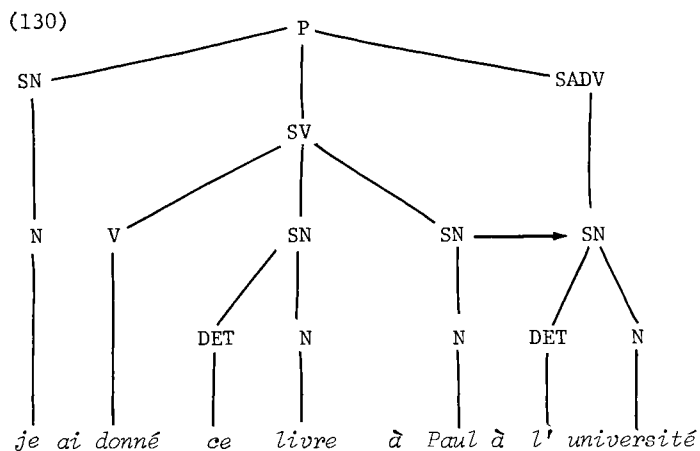 (130)
P
SN SADV
SV
N V SN SN SN
DET N N DET N
je ai donné ce livre à Paul à l' université